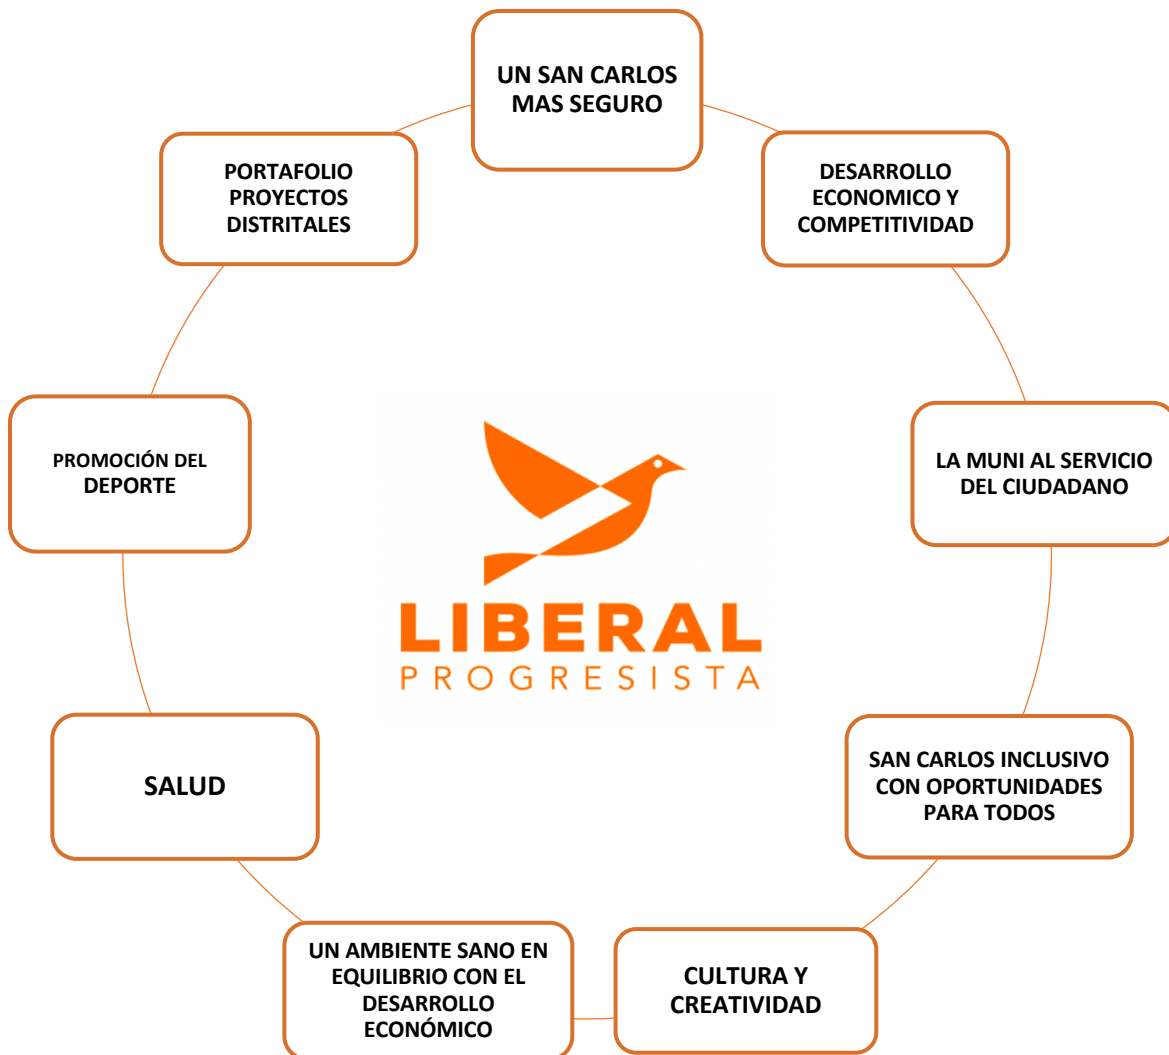 UN SAN CARLOS
MAS SEGURO
DESARROLLO
ECONOMICO Y
COMPETITIVIDAD
LA MUNI AL SERVICIO
DEL CIUDADANO
SAN CARLOS INCLUSIVO
CON OPORTUNIDADES
PARA TODOS
CULTURA Y
CREATIVIDAD
UN AMBIENTE SANO EN
EQUILIBRIO CON EL
DESARROLLO
ECONÓMICO
SALUD
PROMOCIÓN DEL
DEPORTE
PORTAFOLIO
PROYECTOS
DISTRITALES
LIBERAL
PROGRESISTA